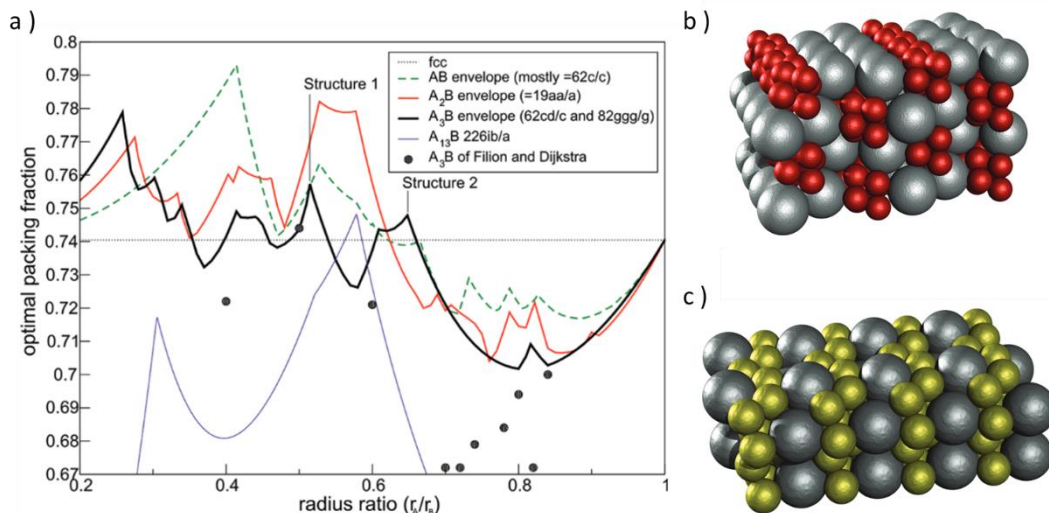 a )
0.8
0.79
0.78
0.77
0.76
0.75
0.74
0.73
0.72
0.71
0.7
0.69
0.68
0.67
optimal packing fraction
0.2
0.4
0.6
0.8
1
radius ratio (rₐ/rᵦ)
Structure 1
Structure 2
fcc
AB envelope (mostly =62c/c)
A₂B envelope (=19aa/a)
A₃B envelope (62cd/c and 82ggg/g)
A₁₃B 226ib/a
A₃B of Filion and Dijkstra
b )
c )